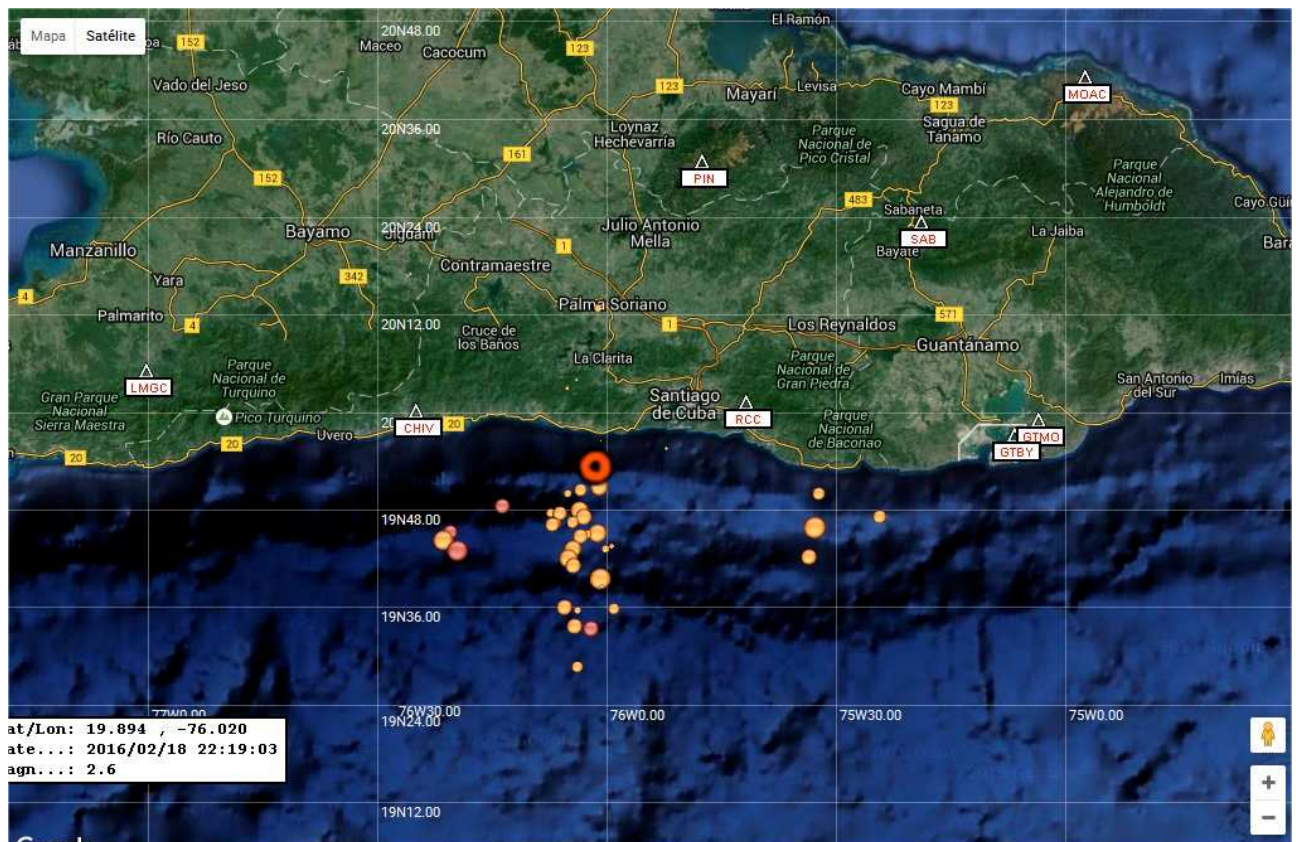 Mapa
Satélite
152
Maceo
Cacocum
20N48.00
123
El Ramón
Vado del Jeso
123
Mayarí
Levisa
Cayo Mambí
123
MOAC
Río Cauto
20N36.00
161
Loynaz
Hechevarría
Parque
Nacional de
Pico Cristal
Sagua de
Tánamo
152
PIN
Parque
Nacional
Alejandro de
Humboldt
483
Sabaneta
Manzanillo
Bayamo
Jiguaní
20N24.00
1
Julio Antonio
Mella
SAB
Bayate
La Jaiba
Yara
342
Contramaestre
4
Palmarito
4
Palma Soriano
20N12.00
Cruce de
los Baños
1
Los Reynaldos
571
Guantánamo
La Clarita
Parque
Nacional de
Turquino
Parque
Nacional de
Gran Piedra
LMGC
Gran Parque
Nacional
Sierra Maestra
Pico Turquino
Santiago
de Cuba
San Antonio
del Sur
Imías
CHIV
20
RCC
Parque
Nacional
de Baconao
Uvero
20
20
GTMO
GTBY
19N48.00
19N36.00
77W0.00
76W30.00
76W0.00
75W30.00
75W0.00
19N24.00
at/Lon: 19.894 , -76.020
ate...: 2016/02/18 22:19:03
agn...: 2.6
19N12.00